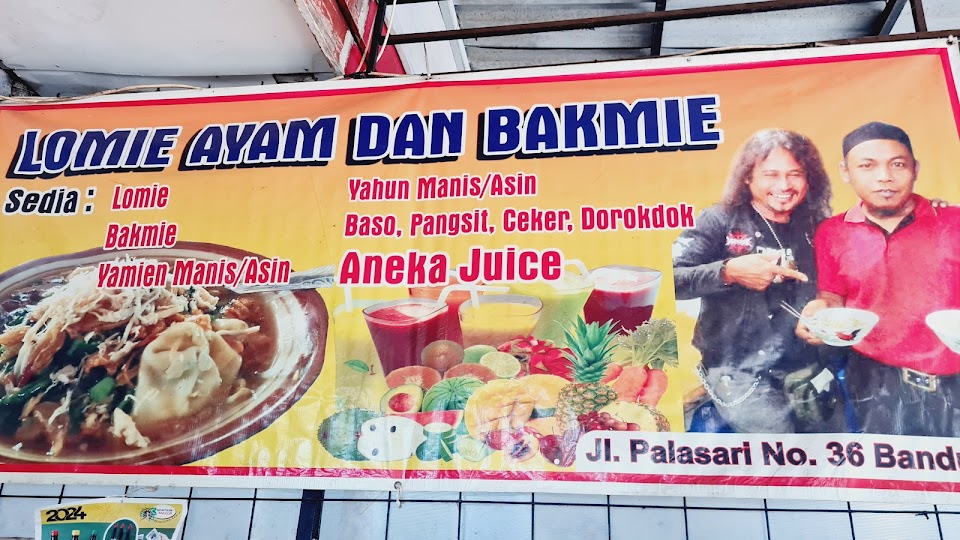 LOMIE AYAM DAN BAKMIE
Sedia : Lomie
Bakmie
Yamien Manis/Asin
Yahun Manis/Asin
Baso, Pangsit, Ceker, Dorokdok
Aneka Juice
Jl. Palasari No. 36 Band
2024